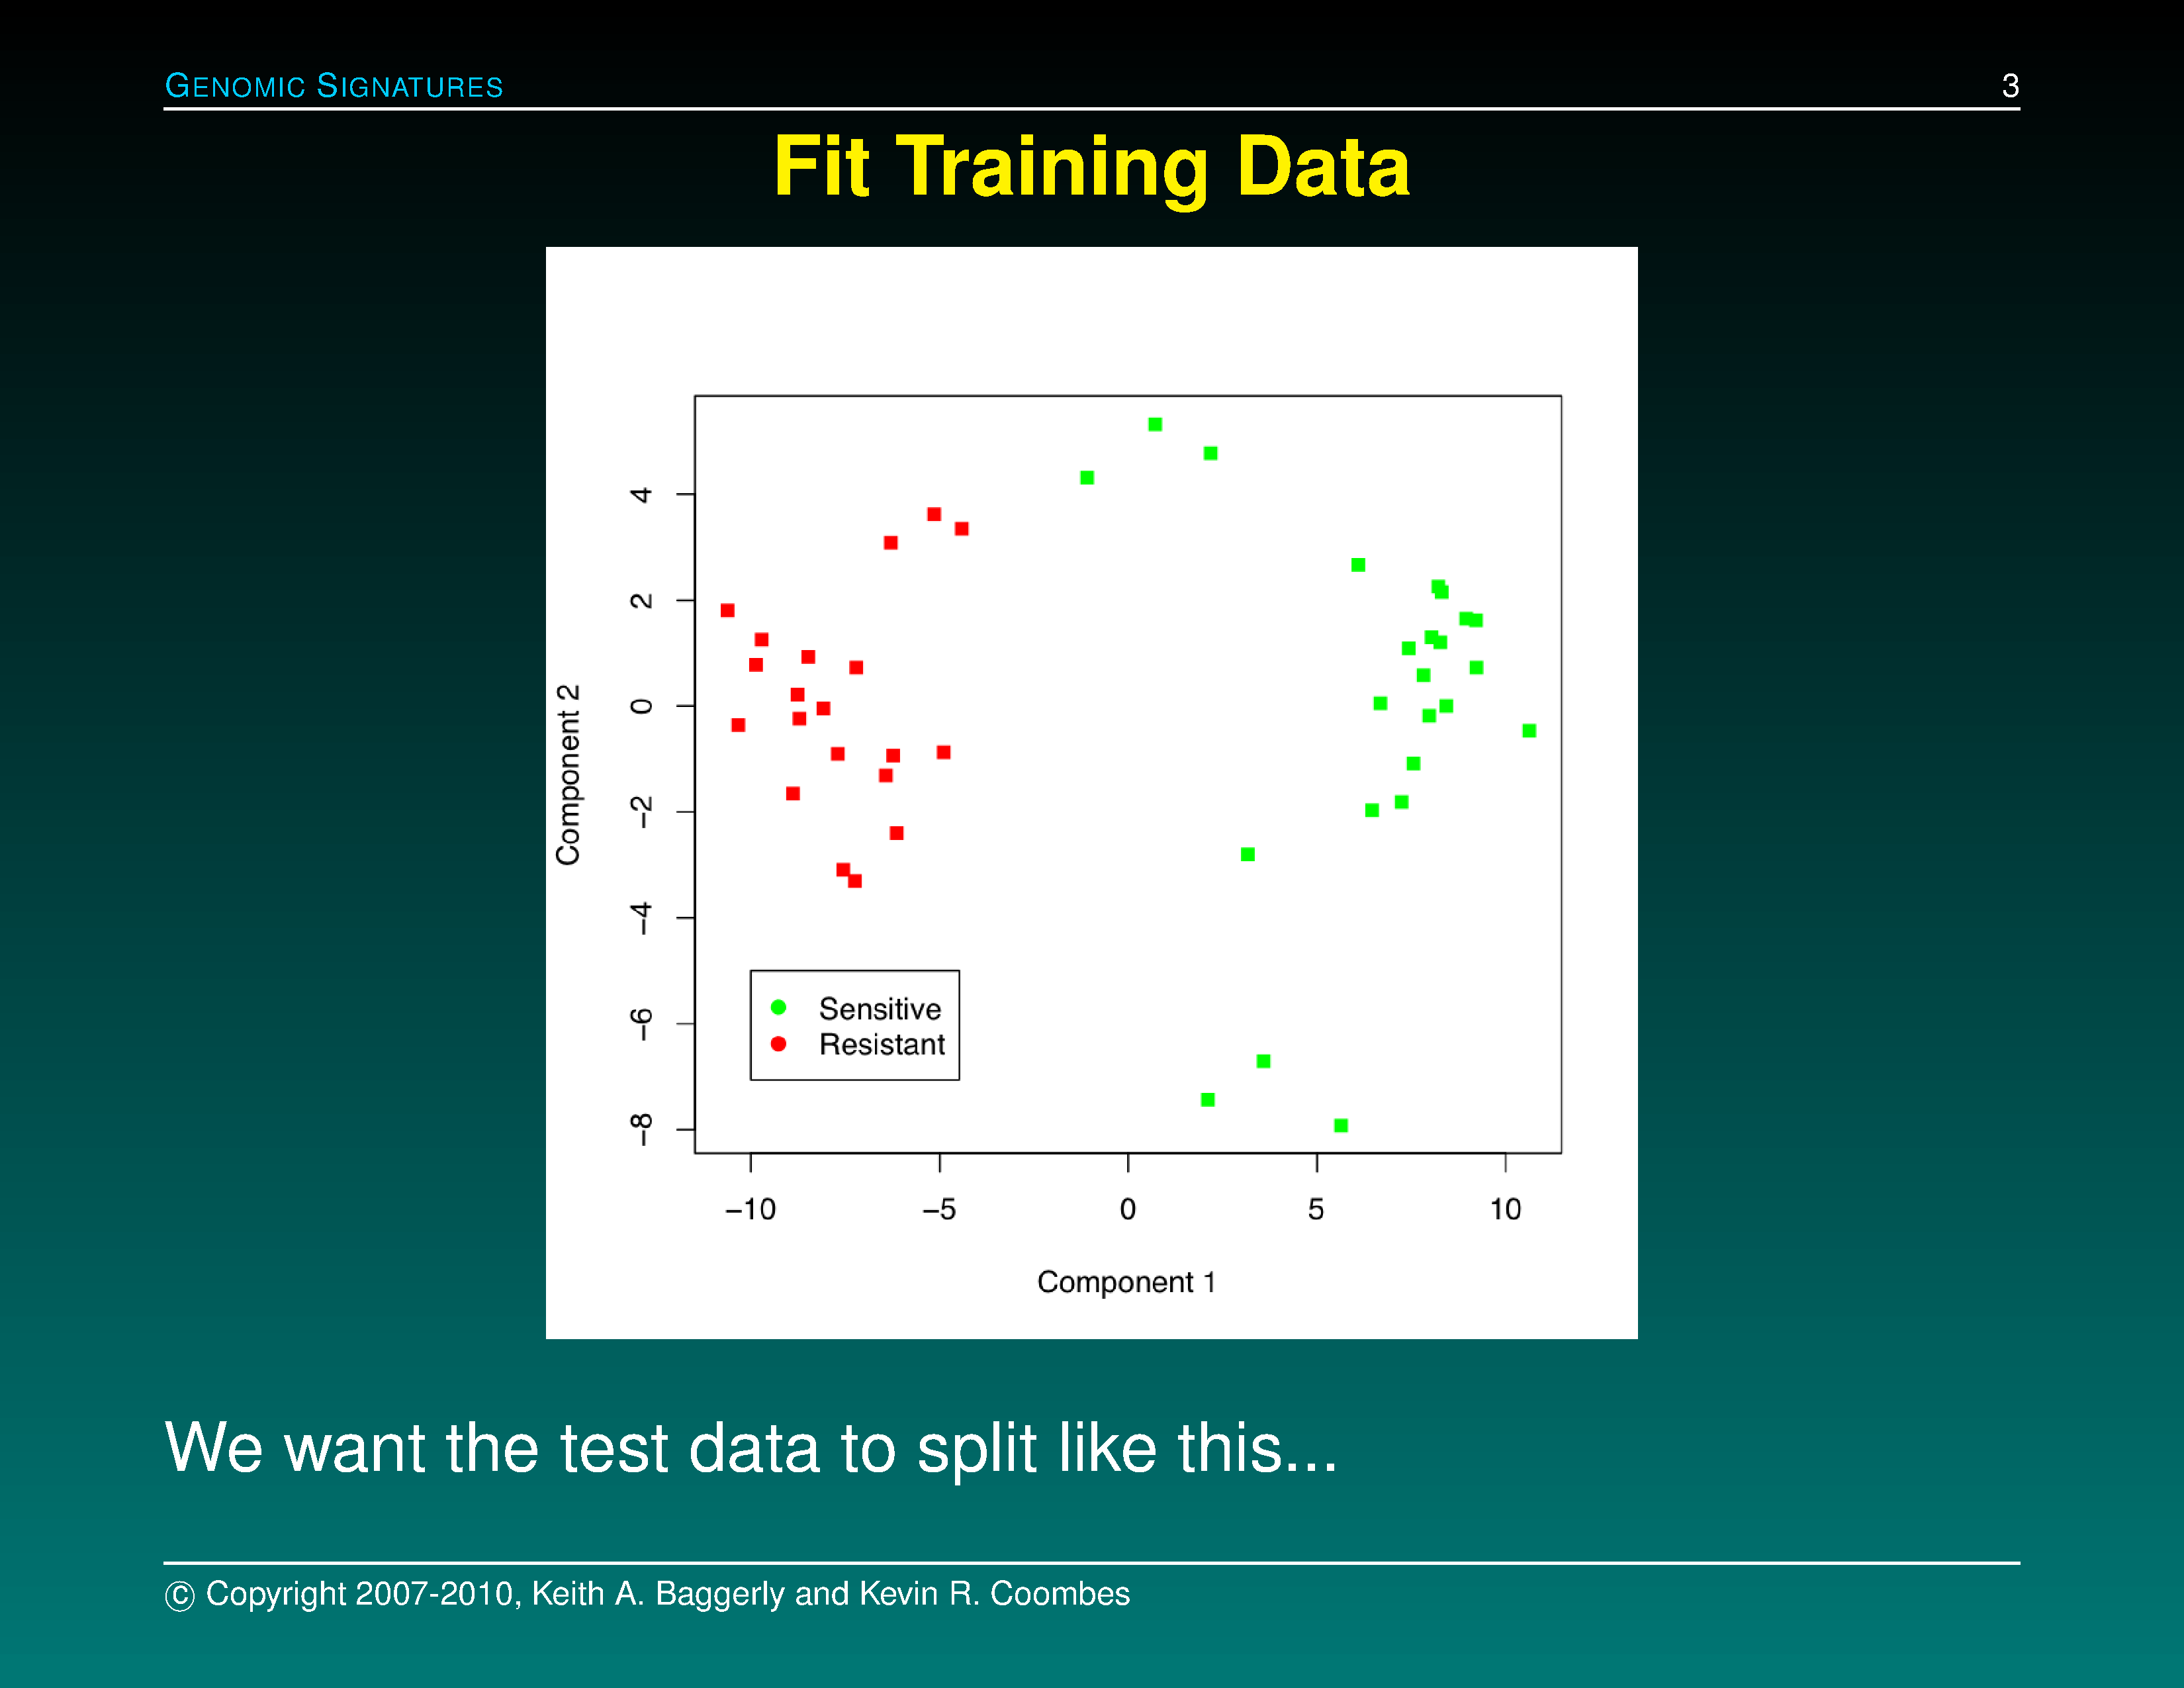 GENOMIC SIGNATURES 3
Fit Training Data
4
2
0
−2
−4
−6
−8
Component 2
Sensitive
Resistant
−10 −5 0 5 10
Component 1
We want the test data to split like this...
© Copyright 2007-2010, Keith A. Baggerly and Kevin R. Coombes